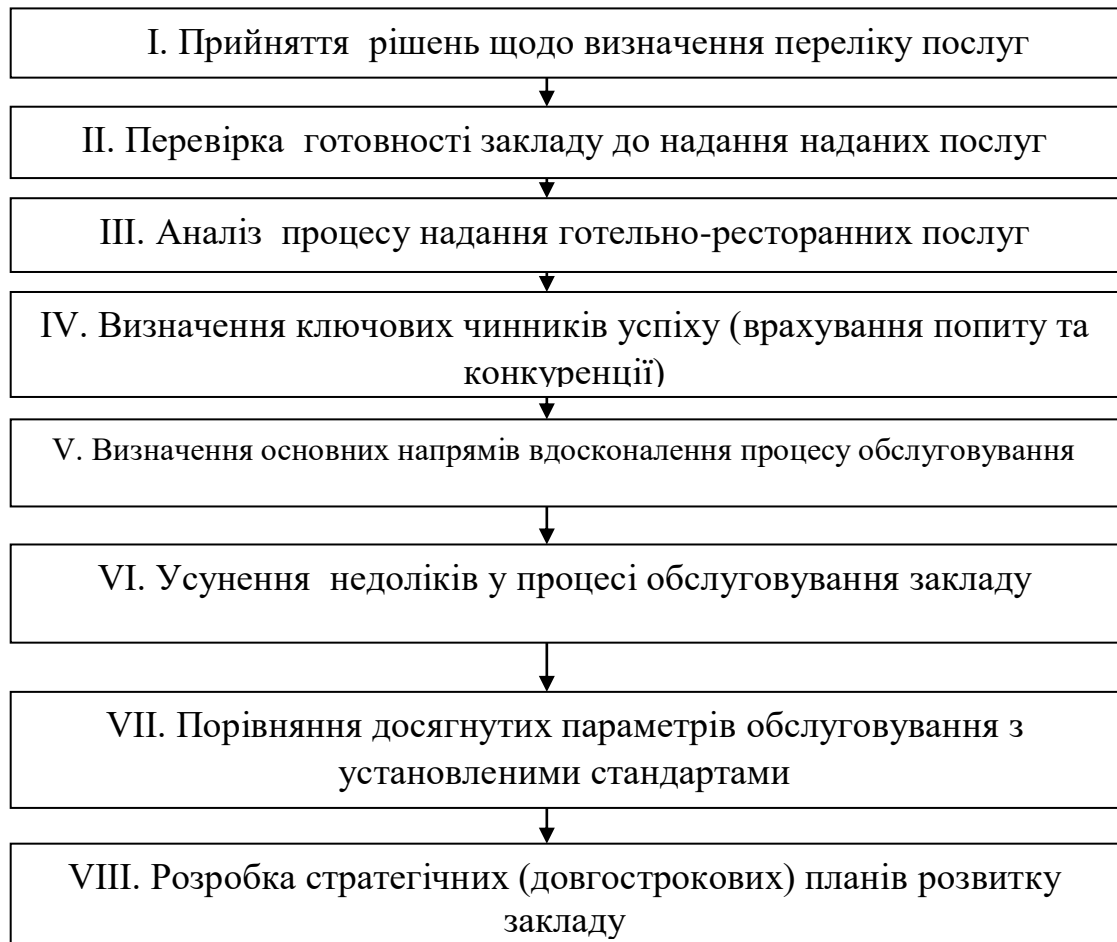 I. Прийняття рішень щодо визначення переліку послуг
II. Перевірка готовності закладу до надання наданих послуг
III. Аналіз процесу надання готельно-ресторанних послуг
IV. Визначення ключових чинників успіху (врахування попиту та
конкуренції)
V. Визначення основних напрямів вдосконалення процесу обслуговування
VI. Усунення недоліків у процесі обслуговування закладу
VII. Порівняння досягнутих параметрів обслуговування з
установленими стандартами
VIII. Розробка стратегічних (довгострокових) планів розвитку
закладу